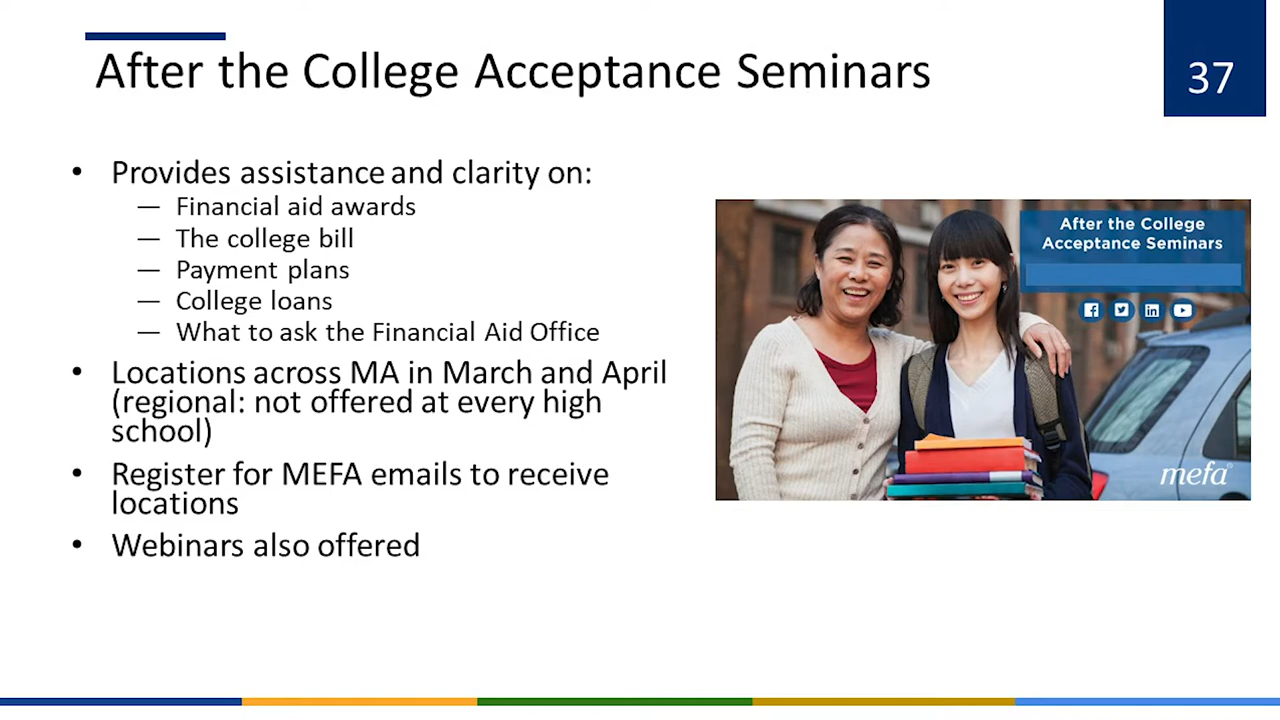 After the College Acceptance Seminars
37
• Provides assistance and clarity on:
— Financial aid awards
— The college bill
— Payment plans
— College loans
— What to ask the Financial Aid Office
• Locations across MA in March and April
(regional: not offered at every high
school)
• Register for MEFA emails to receive
locations
• Webinars also offered
After the College
Acceptance Seminars
mefa